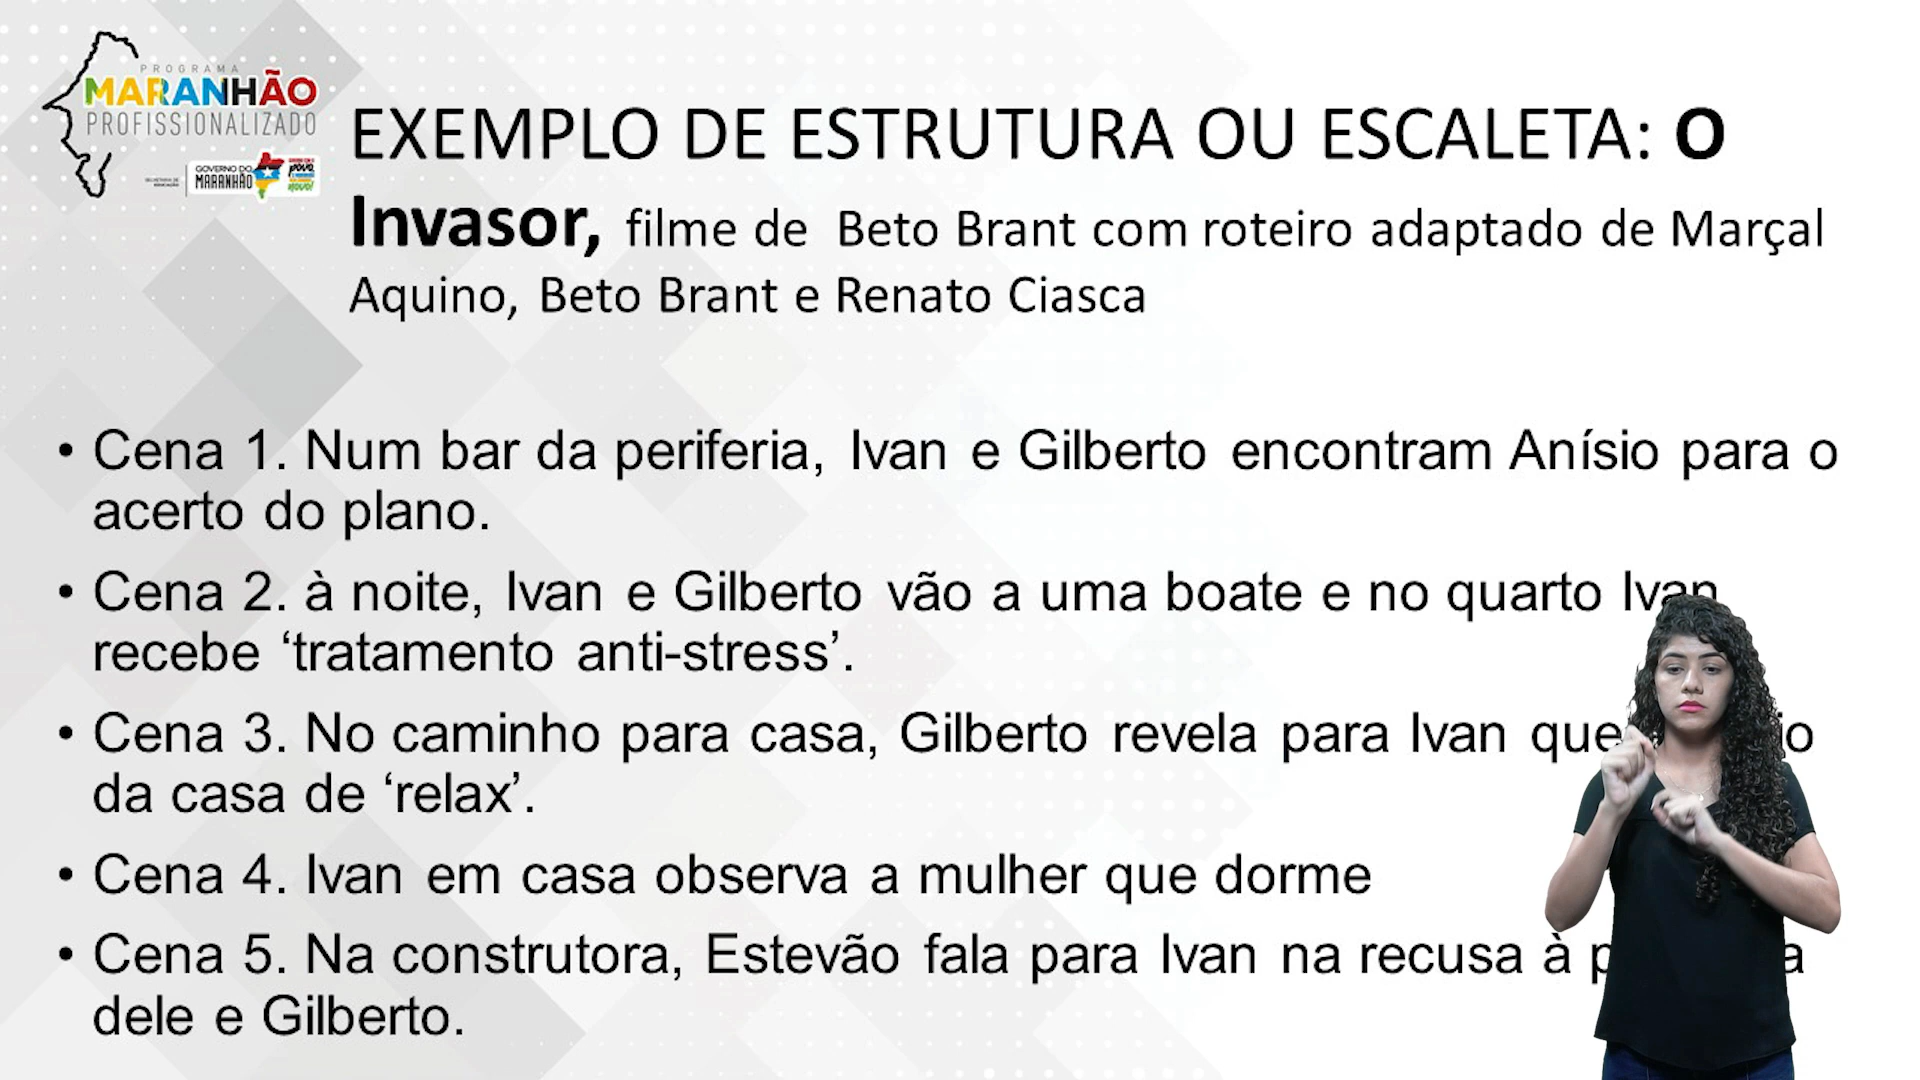 PROGRAMA
MARANHÃO
PROFISSIONALIZADO
GOVERNO DO
MARANHÃO
EXEMPLO DE ESTRUTURA OU ESCALETA: O
Invasor, filme de Beto Brant com roteiro adaptado de Marçal
Aquino, Beto Brant e Renato Ciasca
• Cena 1. Num bar da periferia, Ivan e Gilberto encontram Anísio para o
acerto do plano.
• Cena 2. à noite, Ivan e Gilberto vão a uma boate e no quarto Ivan
recebe ‘tratamento anti-stress’.
• Cena 3. No caminho para casa, Gilberto revela para Ivan que
da casa de ‘relax’.
• Cena 4. Ivan em casa observa a mulher que dorme
• Cena 5. Na construtora, Estevão fala para Ivan na recusa à
dele e Gilberto.